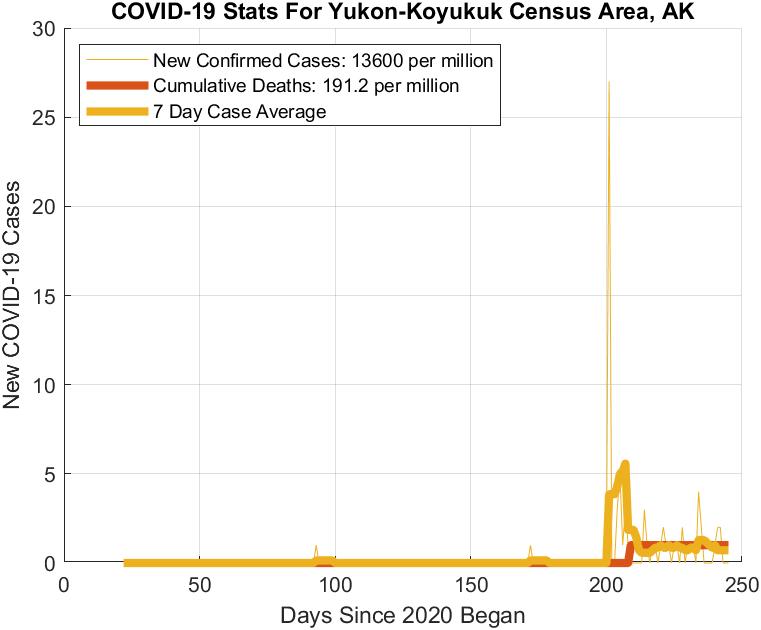 COVID-19 Stats For Yukon-Koyukuk Census Area, AK
New Confirmed Cases: 13600 per million
Cumulative Deaths: 191.2 per million
7 Day Case Average
New COVID-19 Cases
30
25
20
15
10
5
0
0 50 100 150 200 250
Days Since 2020 Began